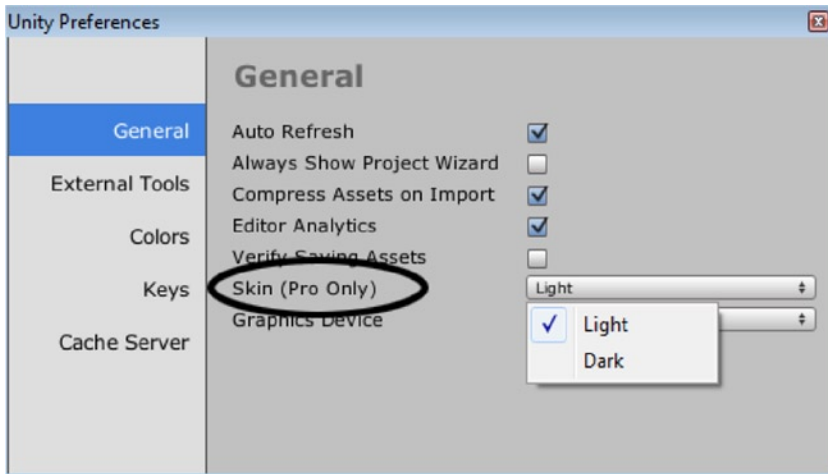 Unity Preferences
General
External Tools
Colors
Keys
Cache Server
General
Auto Refresh
Always Show Project Wizard
Compress Assets on Import
Editor Analytics
Verify Saving Assets
Skin (Pro Only) Light
Graphics Device
Light
Dark